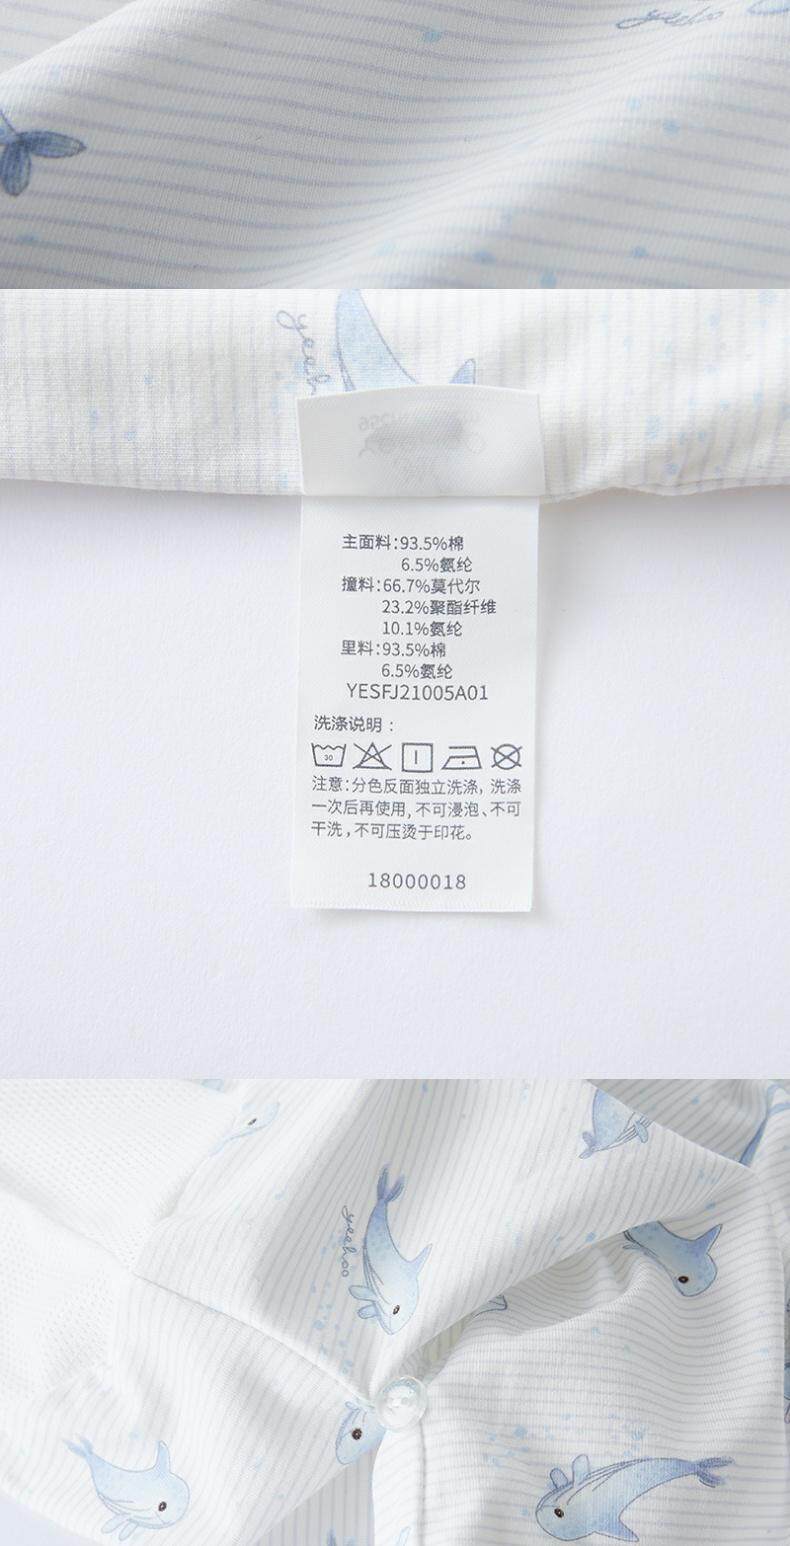 yeehoo
yeeh
主面料:93.5%棉
6.5%氨纶
撞料:66.7%莫代尔
23.2%聚酯纤维
10.1%氨纶
里料:93.5%棉
6.5%氨纶
YESFJ21005A01
洗涤说明:
30
注意:分色反面独立洗涤, 洗涤
一次后再使用, 不可浸泡、不可
干洗, 不可压烫于印花。
18000018
yeehoo